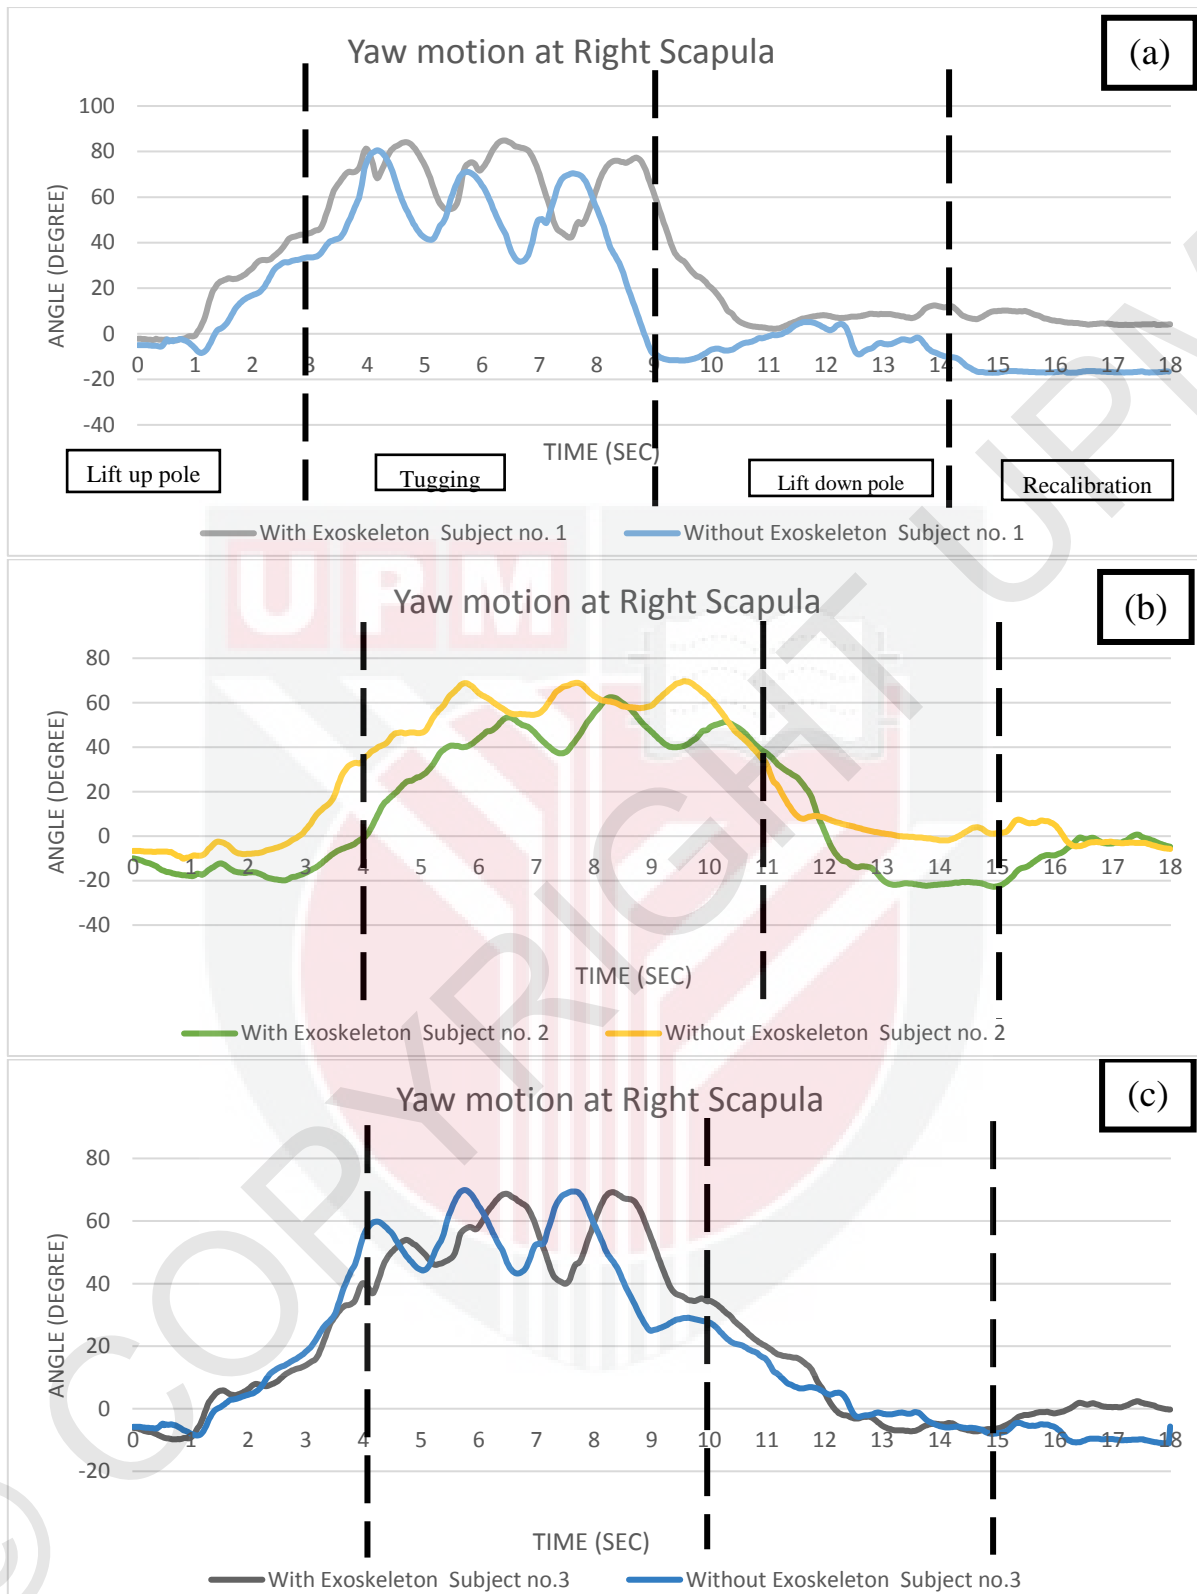 Yaw motion at Right Scapula
(a)
100
80
60
40
20
0
-20
-40
ANGLE (DEGREE)
0 1 2 3 4 5 6 7 8 9 10 11 12 13 14 15 16 17 18
TIME (SEC)
Lift up pole
Tugging
Lift down pole
Recalibration
With Exoskeleton Subject no. 1
Without Exoskeleton Subject no. 1
UPM
Yaw motion at Right Scapula
(b)
80
60
40
20
0
-20
-40
ANGLE (DEGREE)
0 1 2 3 4 5 6 7 8 9 10 11 12 13 14 15 16 17 18
TIME (SEC)
With Exoskeleton Subject no. 2
Without Exoskeleton Subject no. 2
Yaw motion at Right Scapula
(c)
80
60
40
20
0
-20
ANGLE (DEGREE)
0 1 2 3 4 5 6 7 8 9 10 11 12 13 14 15 16 17 18
TIME (SEC)
With Exoskeleton Subject no.3
Without Exoskeleton Subject no.3
© COPYRIGHT UPM